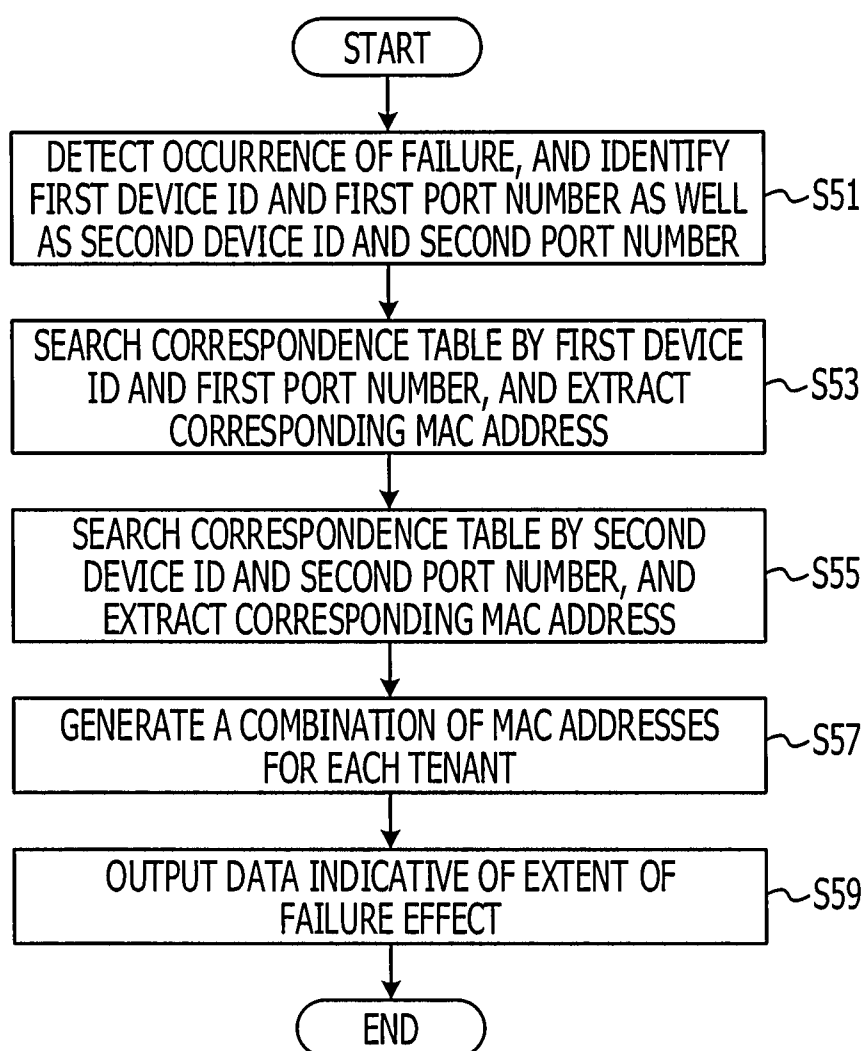 START
DETECT OCCURRENCE OF FAILURE, AND IDENTIFY
FIRST DEVICE ID AND FIRST PORT NUMBER AS WELL
AS SECOND DEVICE ID AND SECOND PORT NUMBER
S51
SEARCH CORRESPONDENCE TABLE BY FIRST DEVICE
ID AND FIRST PORT NUMBER, AND EXTRACT
CORRESPONDING MAC ADDRESS
S53
SEARCH CORRESPONDENCE TABLE BY SECOND
DEVICE ID AND SECOND PORT NUMBER, AND
EXTRACT CORRESPONDING MAC ADDRESS
S55
GENERATE A COMBINATION OF MAC ADDRESSES
FOR EACH TENANT
S57
OUTPUT DATA INDICATIVE OF EXTENT OF
FAILURE EFFECT
S59
END